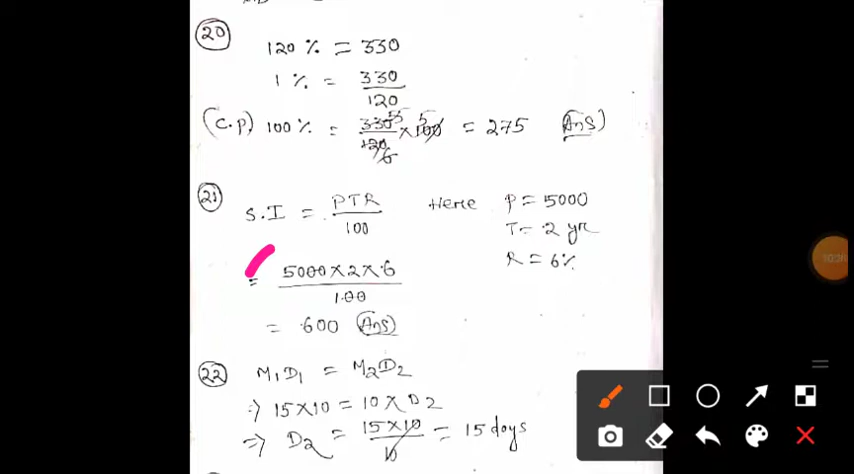 20
120 % = 330
1 % = 330/120
(C.P) 100 % = 330/120 × 100 = 275 (Ans)
21
S.I = PTR/100 Here P = 5000
T = 2 yr
R = 6%
= 5000×2×6/100
= 600 (Ans)
22 M1D1 = M2D2
⇒ 15×10 = 10×D2
⇒ D2 = 15×10/10 = 15 days